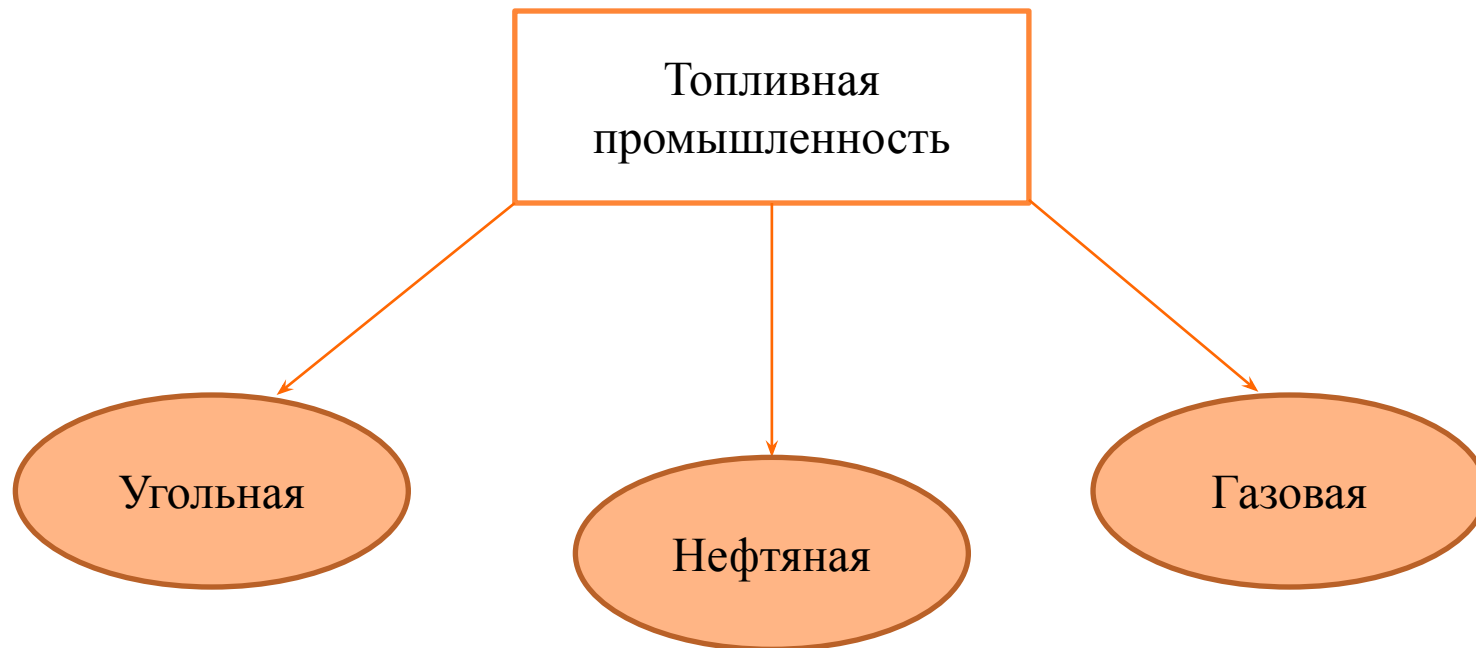 Топливная
промышленность
Угольная
Нефтяная
Газовая